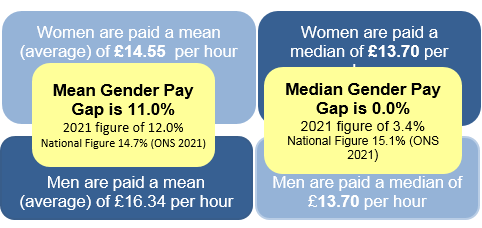 Women are paid a mean
(average) of £14.55 per hour
Women are paid a
median of £13.70 per
Mean Gender Pay
Gap is 11.0%
2021 figure of 12.0%
National Figure 14.7% (ONS 2021)
Median Gender Pay
Gap is 0.0%
2021 figure of 3.4%
National Figure 15.1% (ONS
2021)
Men are paid a mean
(average) of £16.34 per hour
Men are paid a median of
£13.70 per hour